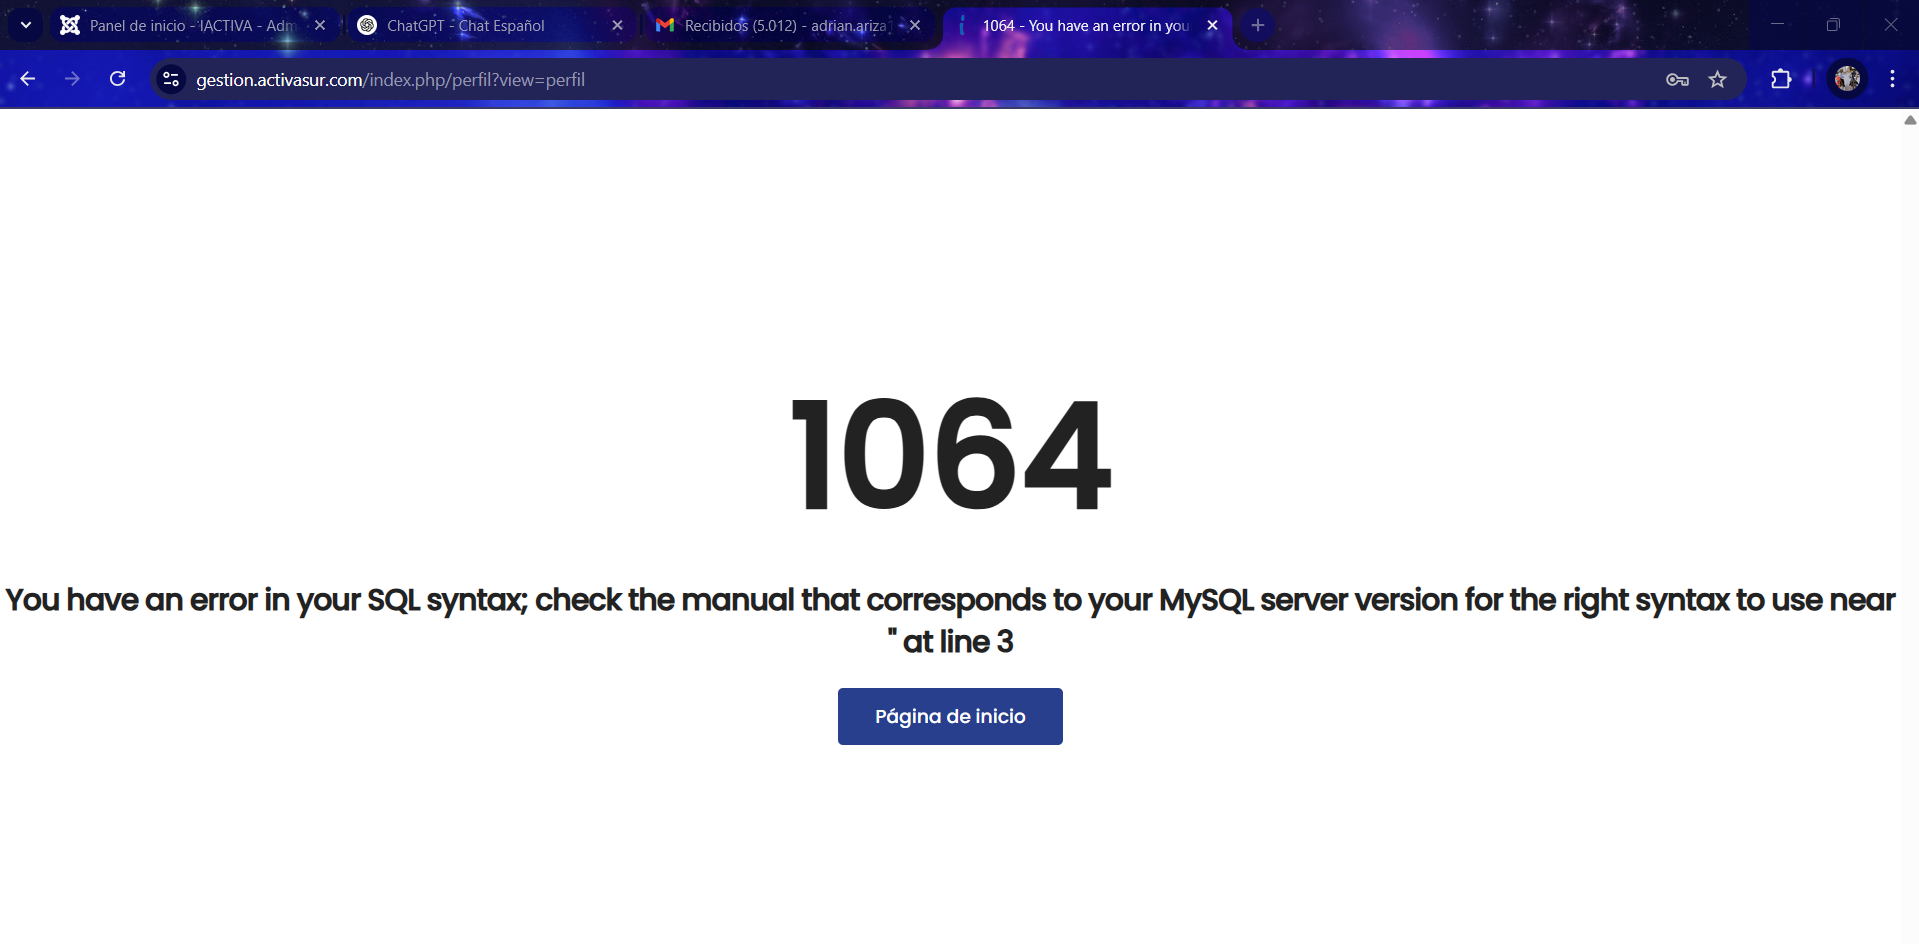 Panel de inicio - IACTIVA - Adm
ChatGPT - Chat Español
Recibidos (5.012) - adrian.ariza
1064 - You have an error in you
gestion.activasur.com/index.php/perfil?view=perfil
1064
You have an error in your SQL syntax; check the manual that corresponds to your MySQL server version for the right syntax to use near
'' at line 3
Página de inicio